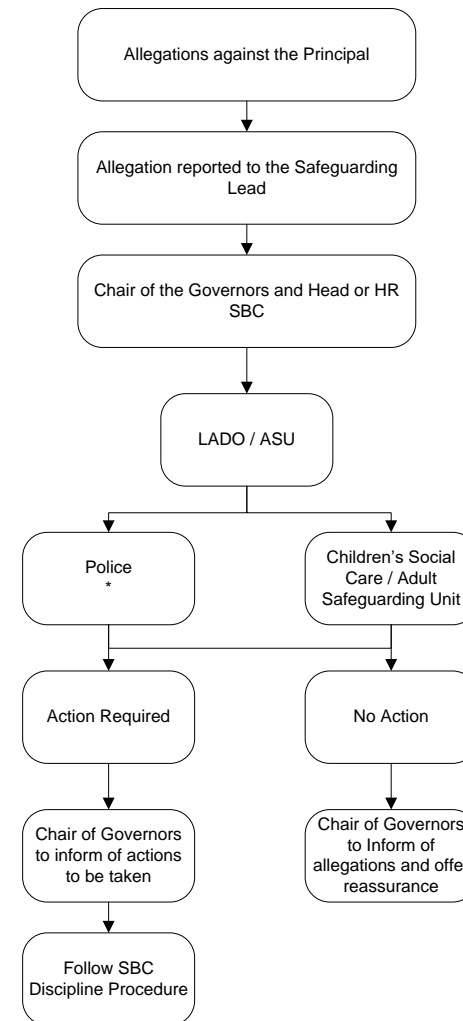 Allegations against the Principal
Allegation reported to the Safeguarding
Lead
Chair of the Governors and Head or HR
SBC
LADO / ASU
Police
*
Children's Social
Care / Adult
Safeguarding Unit
Action Required
No Action
Chair of Governors
to inform of actions
to be taken
Chair of Governors
to Inform of
allegations and offe
reassurance
Follow SBC
Discipline Procedure